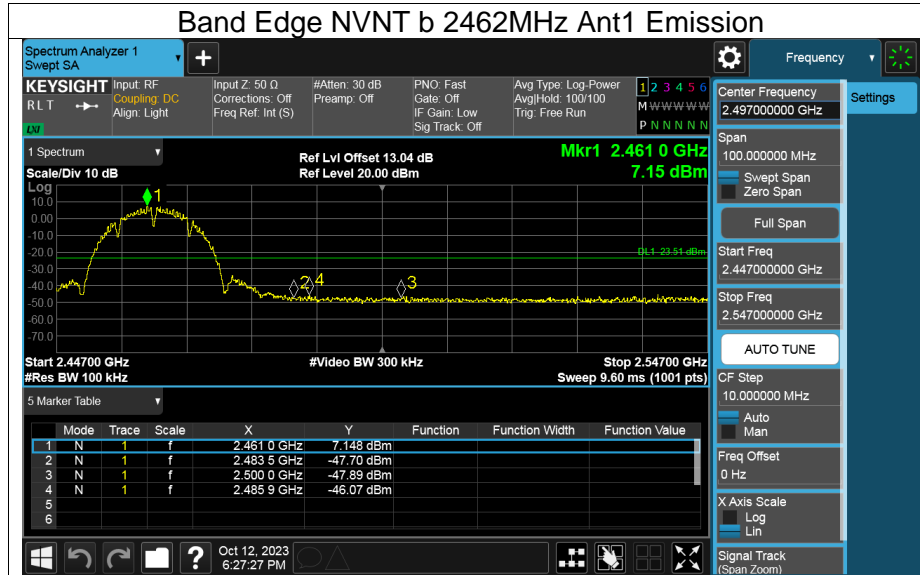 Band Edge NVNT b 2462MHz Ant1 Emission
Spectrum Analyzer 1
Swept SA
+
Frequency
KEYSIGHT
RLT
LXI
Input: RF
Coupling: DC
Align: Light
Input Z: 50 Ω
Corrections: Off
Freq Ref: Int (S)
#Atten: 30 dB
Preamp: Off
PNO: Fast
Gate: Off
IF Gain: Low
Sig Track: Off
Avg Type: Log-Power
Avg|Hold: 100/100
Trig: Free Run
1 2 3 4 5 6
M W W W W W
P N N N N N
1 Spectrum
Scale/Div 10 dB
Ref Lvl Offset 13.04 dB
Ref Level 20.00 dBm
Mkr1 2.461 0 GHz
7.15 dBm
Log
10.0
0.00
-10.0
-20.0
-30.0
-40.0
-50.0
-60.0
-70.0
1
2
4
3
DL1 -23.51 dBm
Start 2.44700 GHz
#Res BW 100 kHz
#Video BW 300 kHz
Stop 2.54700 GHz
Sweep 9.60 ms (1001 pts)
5 Marker Table
Mode Trace Scale X Y Function Function Width Function Value
1 N 1 f 2.461 0 GHz 7.148 dBm
2 N 1 f 2.483 5 GHz -47.70 dBm
3 N 1 f 2.500 0 GHz -47.89 dBm
4 N 1 f 2.485 9 GHz -46.07 dBm
5
6
?
Oct 12, 2023
6:27:27 PM
Center Frequency
2.497000000 GHz
Settings
Span
100.000000 MHz
Swept Span
Zero Span
Full Span
Start Freq
2.447000000 GHz
Stop Freq
2.547000000 GHz
AUTO TUNE
CF Step
10.000000 MHz
Auto
Man
Freq Offset
0 Hz
X Axis Scale
Log
Lin
Signal Track
(Span Zoom)